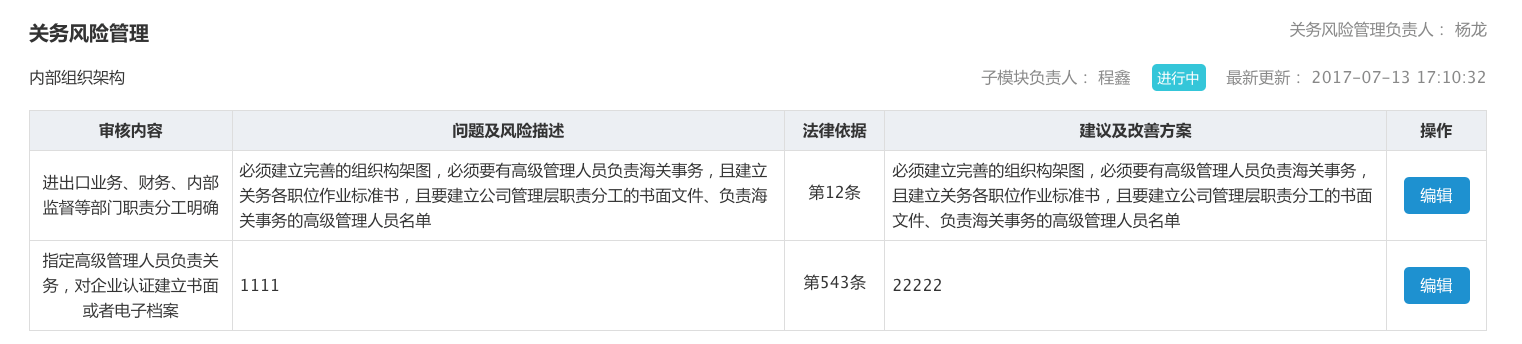 关务风险管理
关务风险管理负责人： 杨龙
内部组织架构
子模块负责人： 程鑫 进行中 最新更新： 2017-07-13 17:10:32
审核内容 问题及风险描述 法律依据 建议及改善方案 操作
进出口业务、财务、内部
监督等部门职责分工明确
必须建立完善的组织构架图，必须要有高级管理人员负责海关事务，且建立
关务各职位作业标准书，且要建立公司管理层职责分工的书面文件、负责海
关事务的高级管理人员名单
第12条
必须建立完善的组织构架图，必须要有高级管理人员负责海关事务，
且建立关务各职位作业标准书，且要建立公司管理层职责分工的书面
文件、负责海关事务的高级管理人员名单
编辑
指定高级管理人员负责关
务，对企业认证建立书面
或者电子档案
1111
第543条
22222
编辑